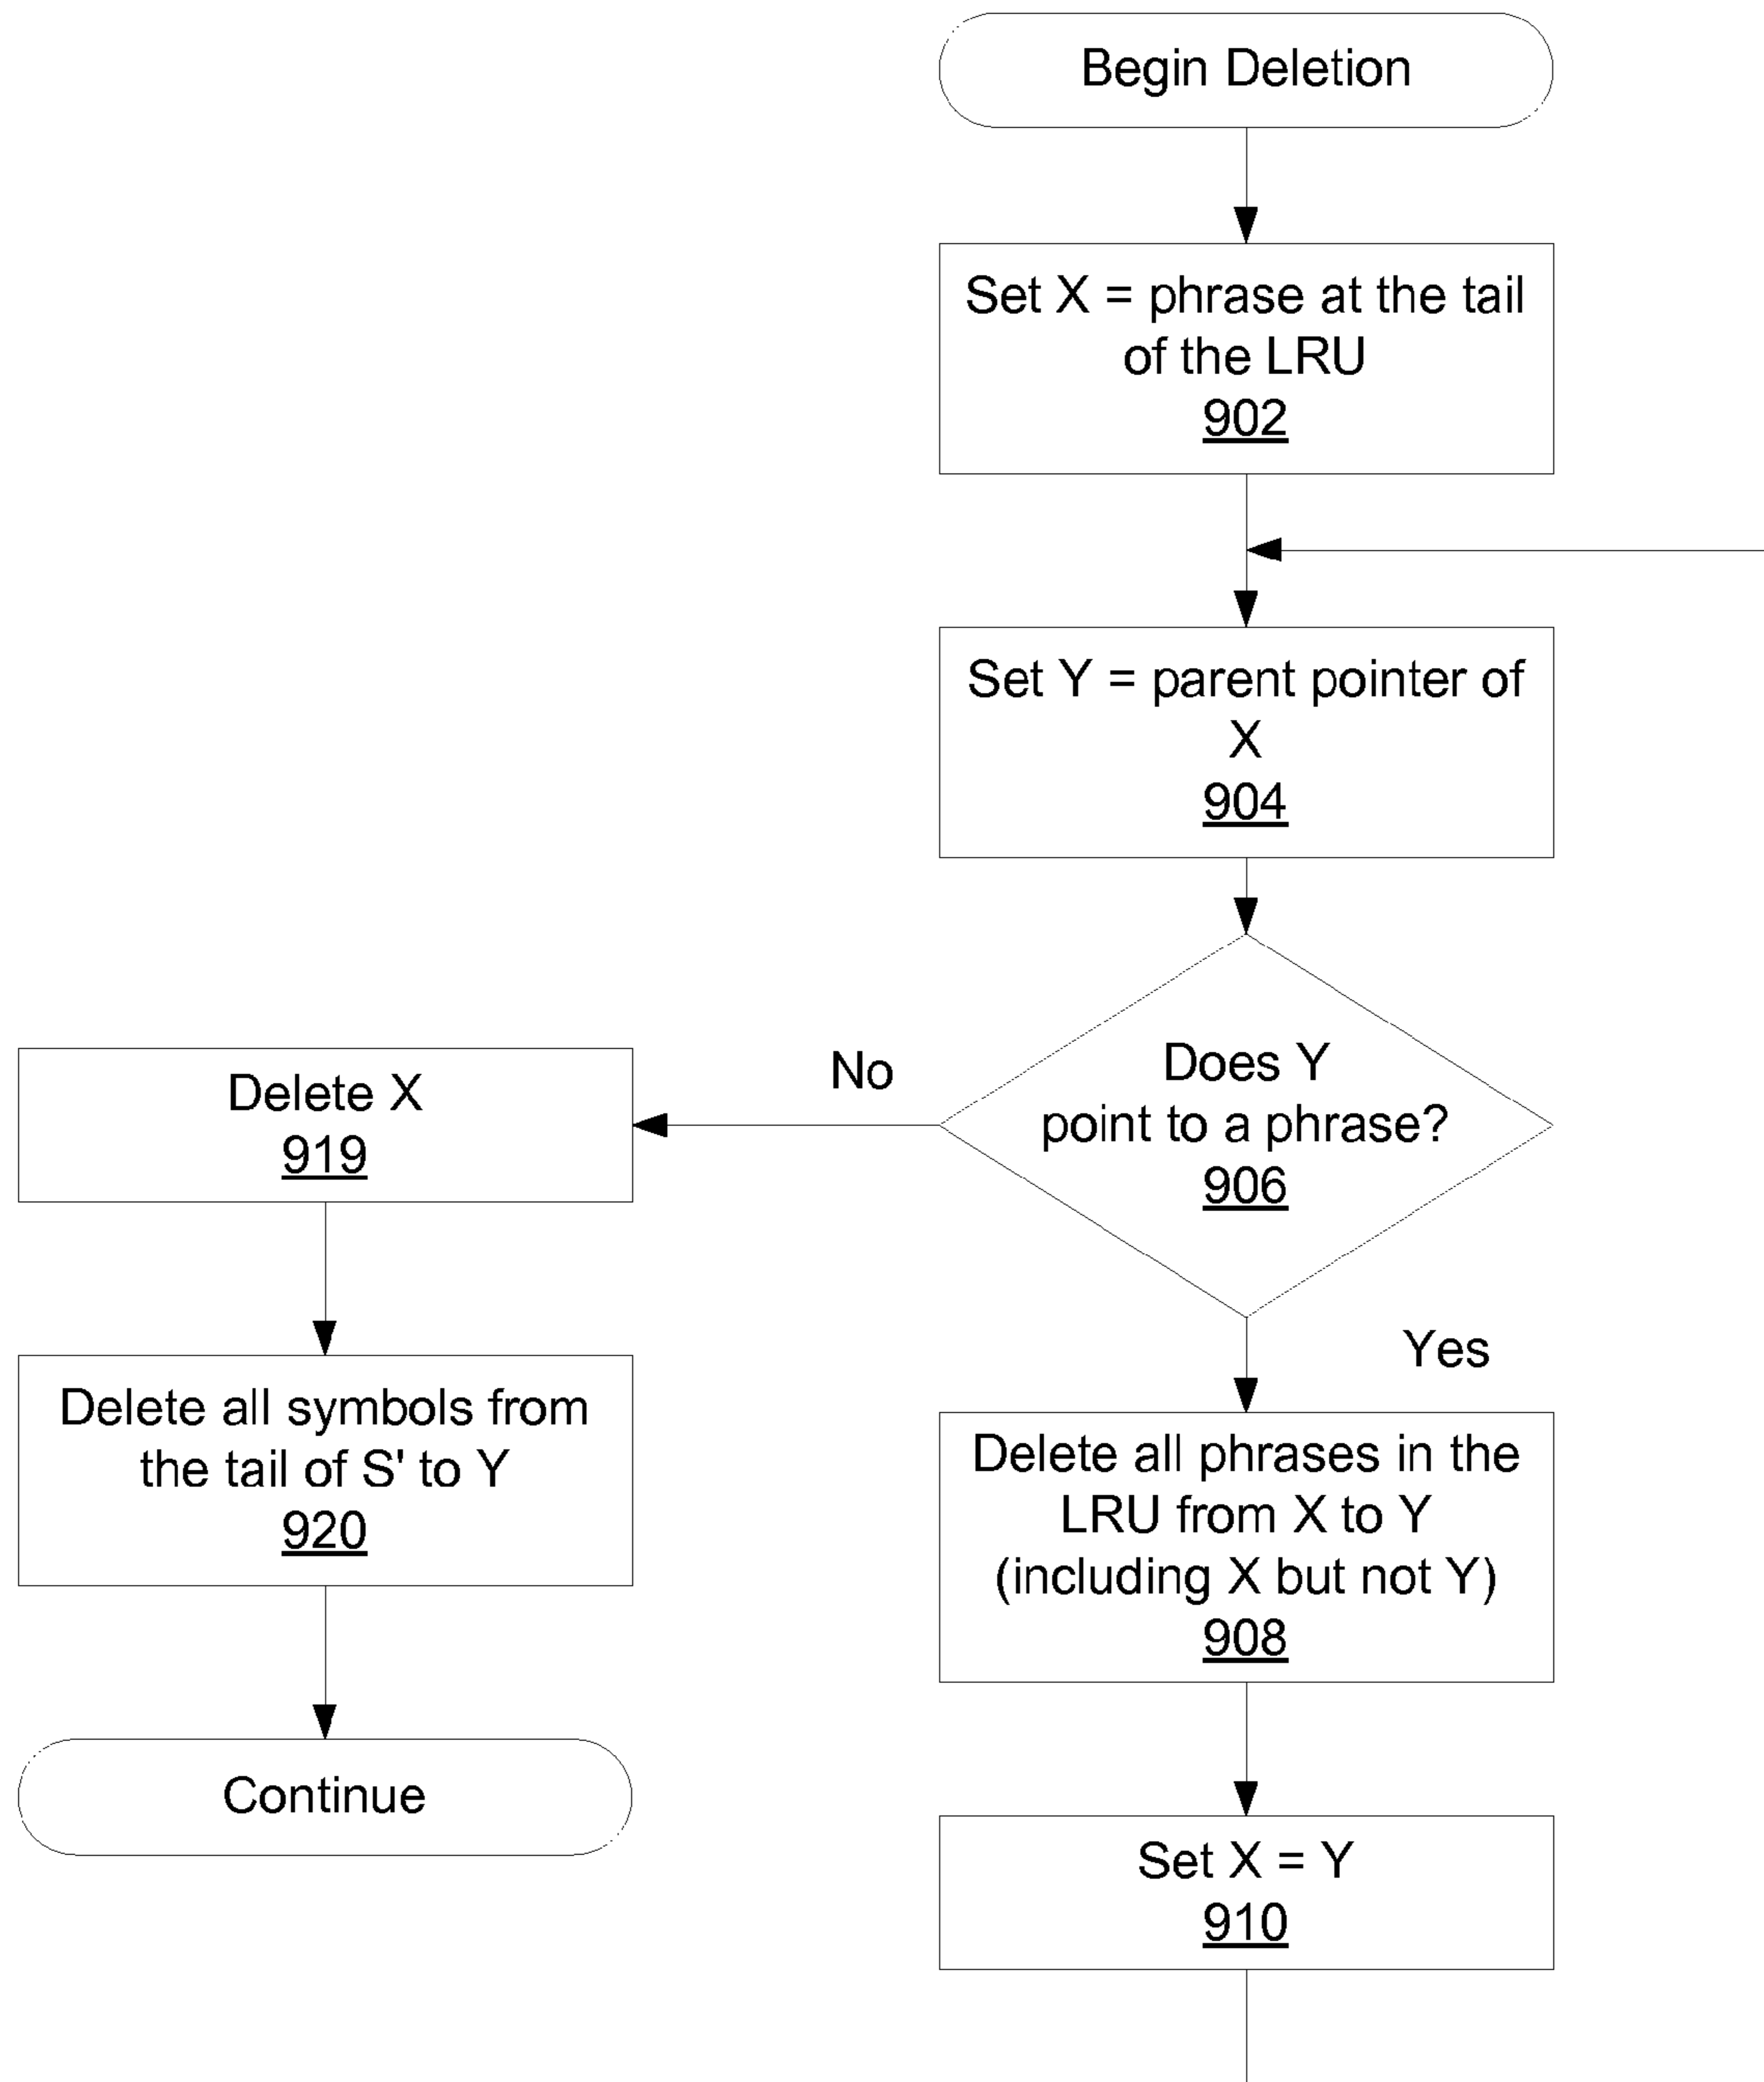 Begin Deletion
Set X = phrase at the tail
of the LRU
902
Set Y = parent pointer of
X
904
Does Y
point to a phrase?
906
No
Yes
Delete X
919
Delete all symbols from
the tail of S' to Y
920
Continue
Delete all phrases in the
LRU from X to Y
(including X but not Y)
908
Set X = Y
910